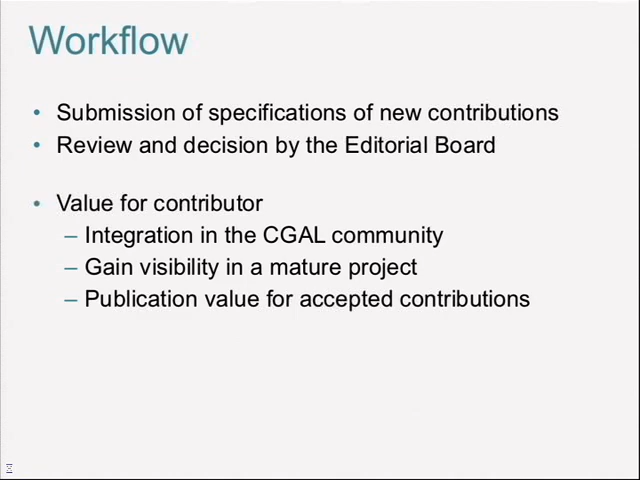 Workflow
• Submission of specifications of new contributions
• Review and decision by the Editorial Board
• Value for contributor
– Integration in the CGAL community
– Gain visibility in a mature project
– Publication value for accepted contributions